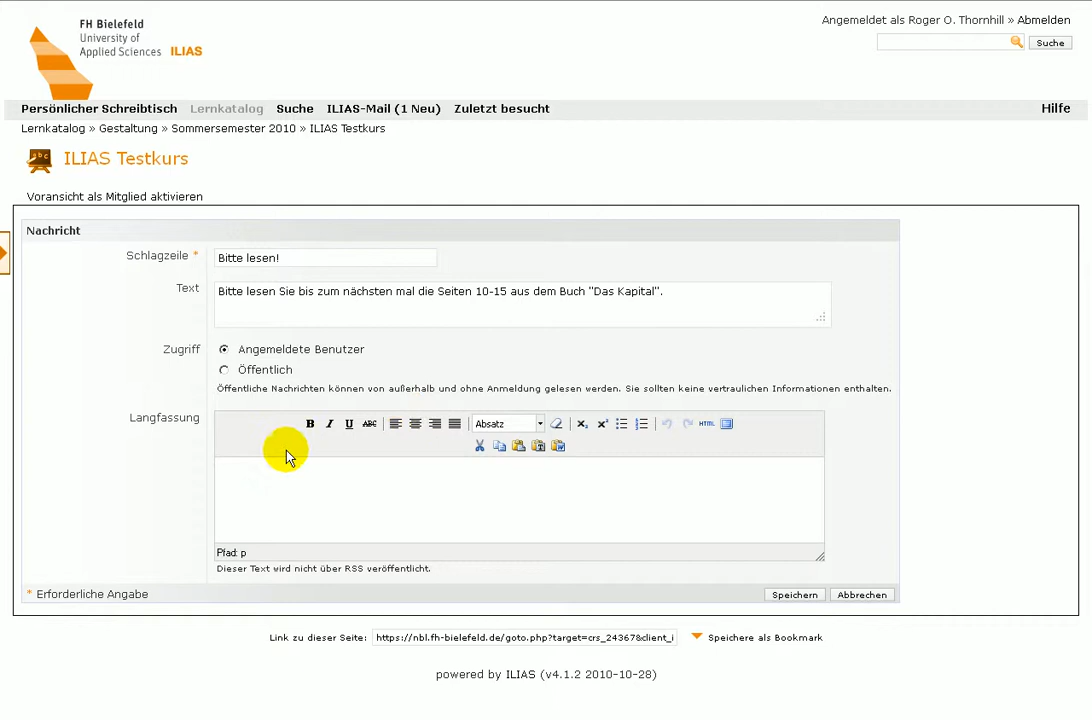 FH Bielefeld
University of
Applied Sciences ILIAS
Angemeldet als Roger O. Thornhill » Abmelden
Suche
Persönlicher Schreibtisch Lernkatalog Suche ILIAS-Mail (1 Neu) Zuletzt besucht Hilfe
Lernkatalog » Gestaltung » Sommersemester 2010 » ILIAS Testkurs
abc
ILIAS Testkurs
Voransicht als Mitglied aktivieren
Nachricht
Schlagzeile * Bitte lesen!
Text Bitte lesen Sie bis zum nächsten mal die Seiten 10-15 aus dem Buch "Das Kapital".
Zugriff Angemeldete Benutzer
Öffentlich
Öffentliche Nachrichten können von außerhalb und ohne Anmeldung gelesen werden. Sie sollten keine vertraulichen Informationen enthalten.
Langfassung B I U ABC Absatz HTML
Pfad: p
Dieser Text wird nicht über RSS veröffentlicht.
* Erforderliche Angabe Speichern Abbrechen
Link zu dieser Seite: https://nbl.fh-bielefeld.de/goto.php?target=crs_24367&client_i Speichere als Bookmark
powered by ILIAS (v4.1.2 2010-10-28)